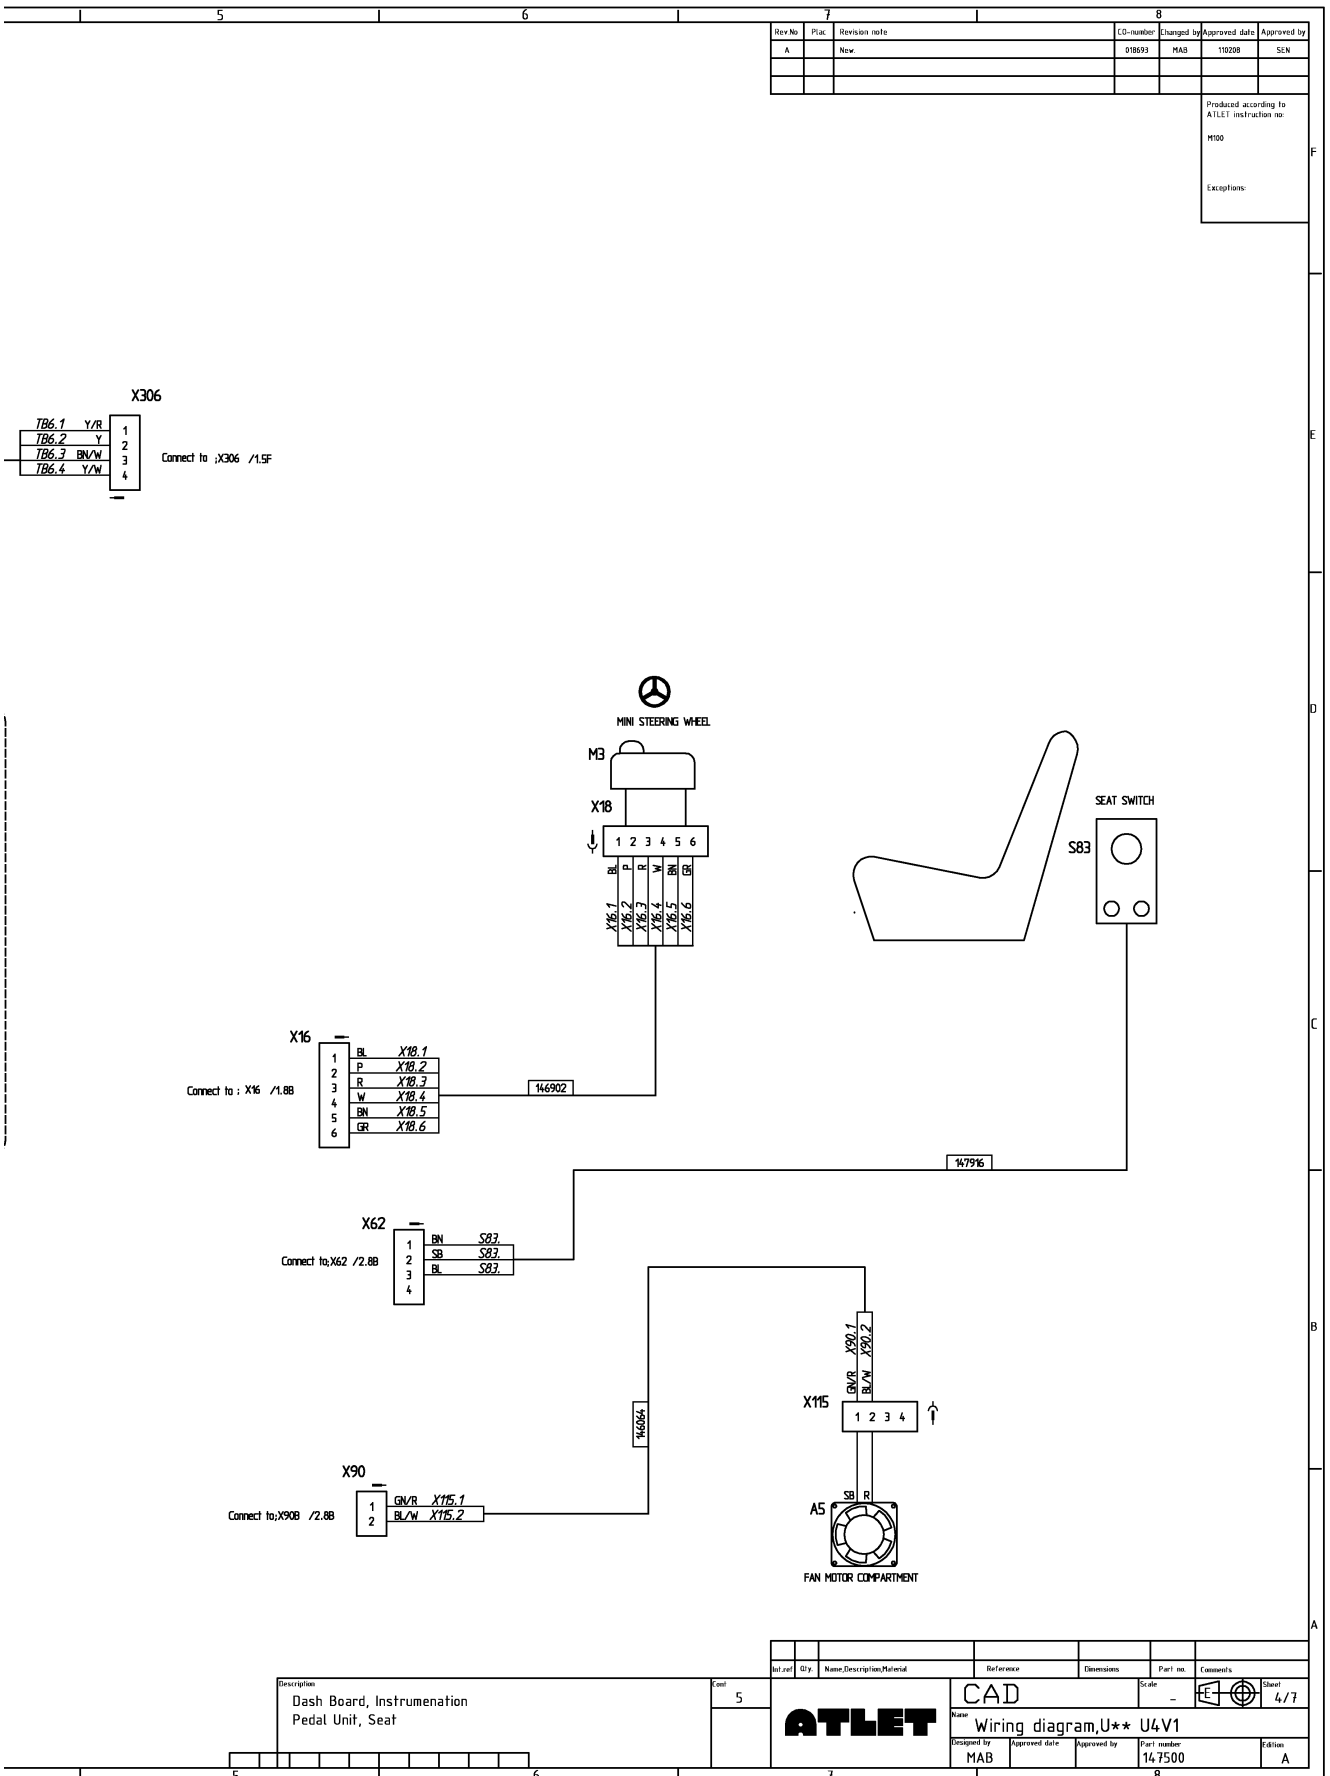 5 6 7 8
Rev.No Plac Revision note CO-number Changed by Approved date Approved by
A New. 018693 MAB 110208 SEN
Produced according to
ATLET instruction no:
M100
F
Exceptions:
X306
TB6.1 Y/R 1
TB6.2 Y 2
TB6.3 BN/W 3
TB6.4 Y/W 4
Connect to ;X306 /1.5F
E
D
MINI STEERING WHEEL
M3
X18
1 2 3 4 5 6
BL P R W BN GR
X16.1 X16.2 X16.3 X16.4 X16.5 X16.6
SEAT SWITCH
S83
C
X16
1 BL X18.1
2 P X18.2
3 R X18.3
4 W X18.4
5 BN X18.5
6 GR X18.6
Connect to ; X16 /1.8B
146902
147916
X62
1 BN S83.
2 SB S83.
3 BL S83.
4
Connect to;X62 /2.8B
B
X90.1 X90.2
GN/R BL/W
X115
1 2 3 4
146064
X90
1 GN/R X115.1
2 BL/W X115.2
Connect to;X90B /2.8B
SB R
A5
FAN MOTOR COMPARTMENT
A
Int.ref Qty. Name,Description,Material Reference Dimensions Part no. Comments
Description
Dash Board, Instrumenation
Pedal Unit, Seat
Cont
5
ATLET
CAD
Scale
-
E
Sheet
4/7
Name
Wiring diagram,U** U4V1
Designed by
MAB
Approved date
Approved by
Part number
147500
Edition
A
5 6 7 8